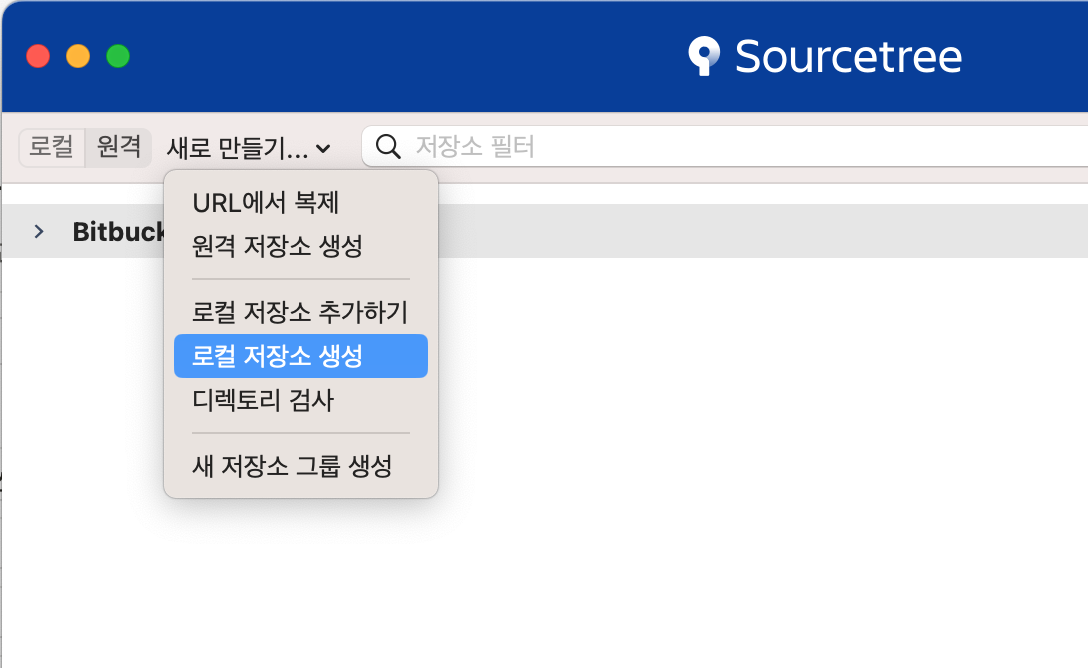 Sourcetree
로컬 원격 새로 만들기... 저장소 필터
URL에서 복제
Bitbuck
원격 저장소 생성
로컬 저장소 추가하기
로컬 저장소 생성
디렉토리 검사
새 저장소 그룹 생성